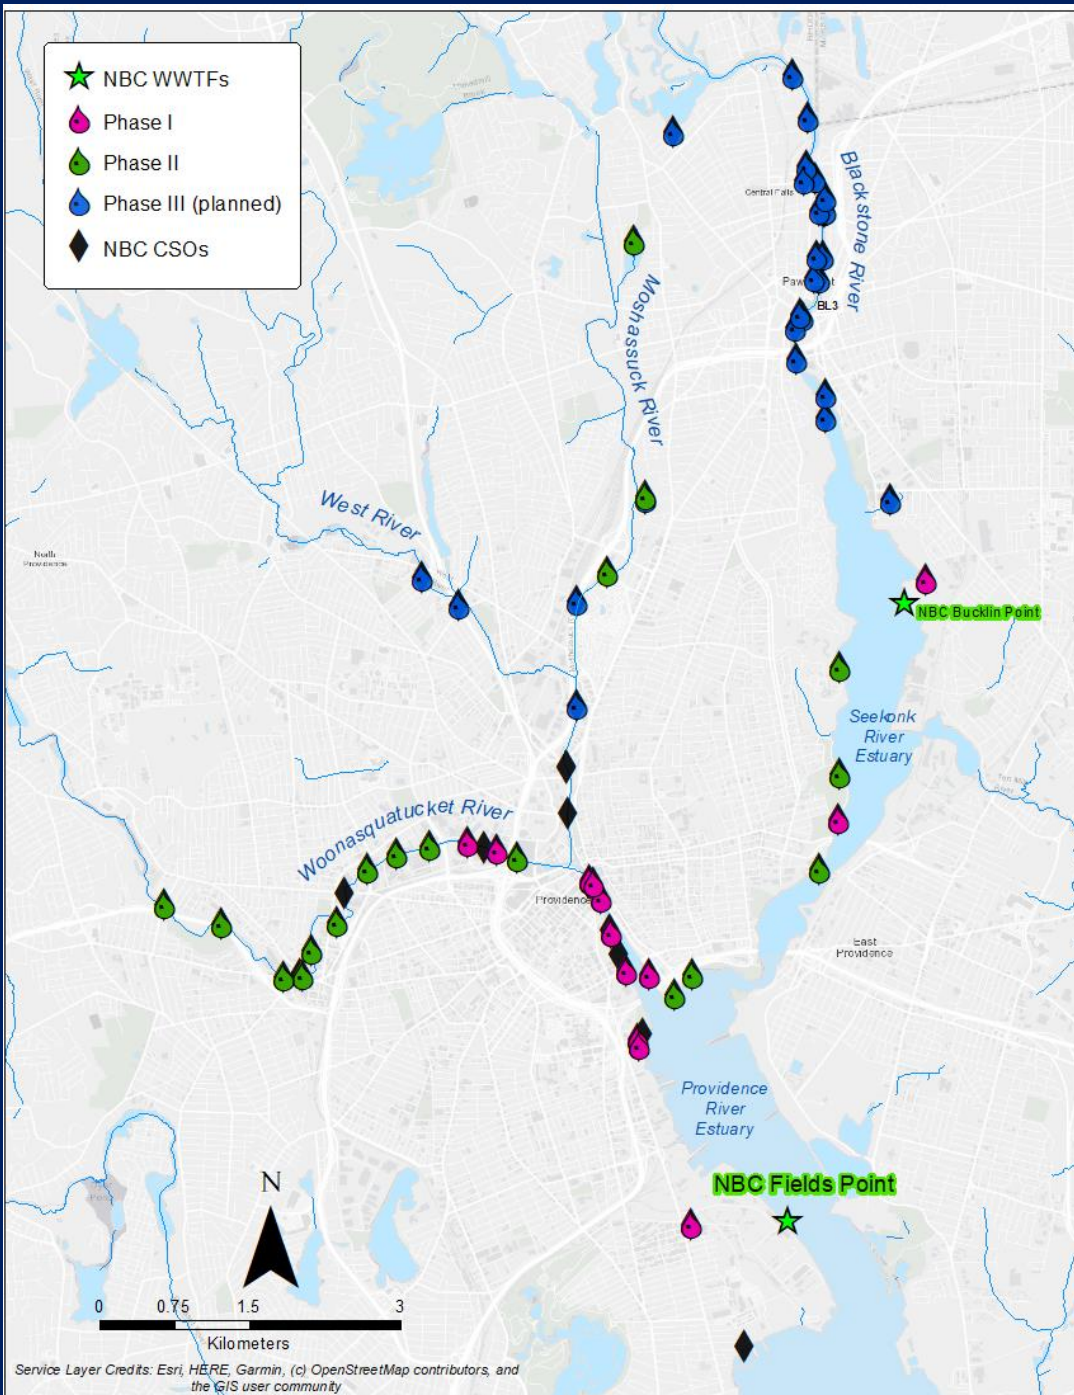 NBC WWTFs
Phase I
Phase II
Phase III (planned)
NBC CSOs
Blackstone River
Central Falls
Moshassuck River
BL3
West River
North
Providence
NBC Bucklin Point
Seekonk
River
Estuary
Woonasquatucket River
Providence
East
Providence
Providence
River
Estuary
NBC Fields Point
N
0 0.75 1.5 3
Kilometers
Service Layer Credits: Esri, HERE, Garmin, (c) OpenStreetMap contributors, and
the GIS user community